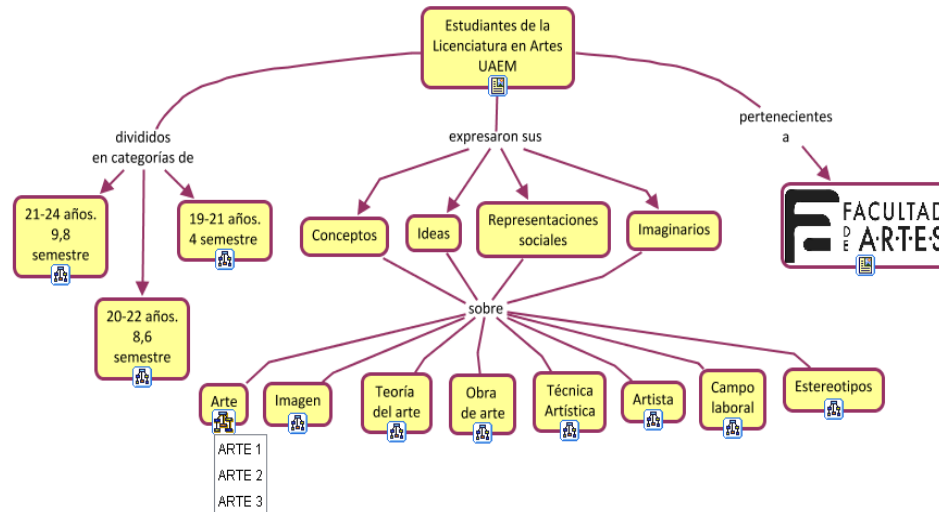 Estudiantes de la
Licenciatura en Artes
UAEM
divididos
en categorías de
expresaron sus
pertenecientes
a
21-24 años.
9,8
semestre
19-21 años.
4 semestre
20-22 años.
8,6
semestre
Conceptos
Ideas
Representaciones
sociales
Imaginarios
FACULTAD
DE ARTES
sobre
Arte
Imagen
Teoría
del arte
Obra
de arte
Técnica
Artística
Artista
Campo
laboral
Estereotipos
ARTE 1
ARTE 2
ARTE 3